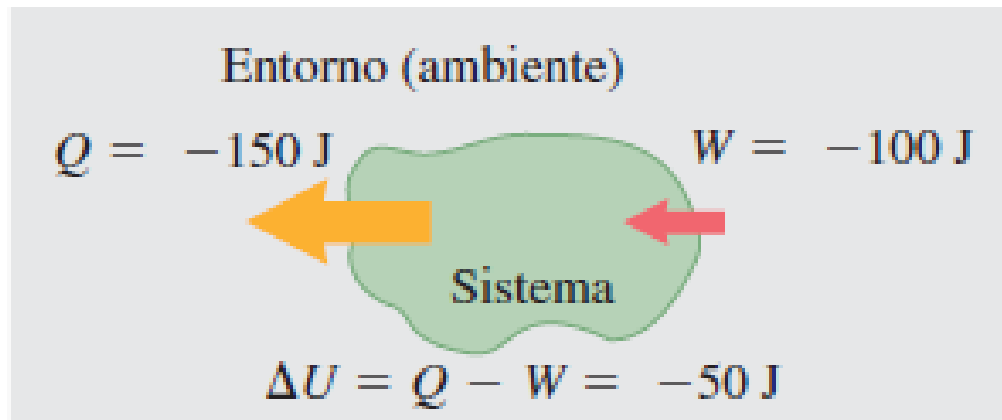 Entorno (ambiente)
Q = −150 J
W = −100 J
Sistema
ΔU = Q − W = −50 J